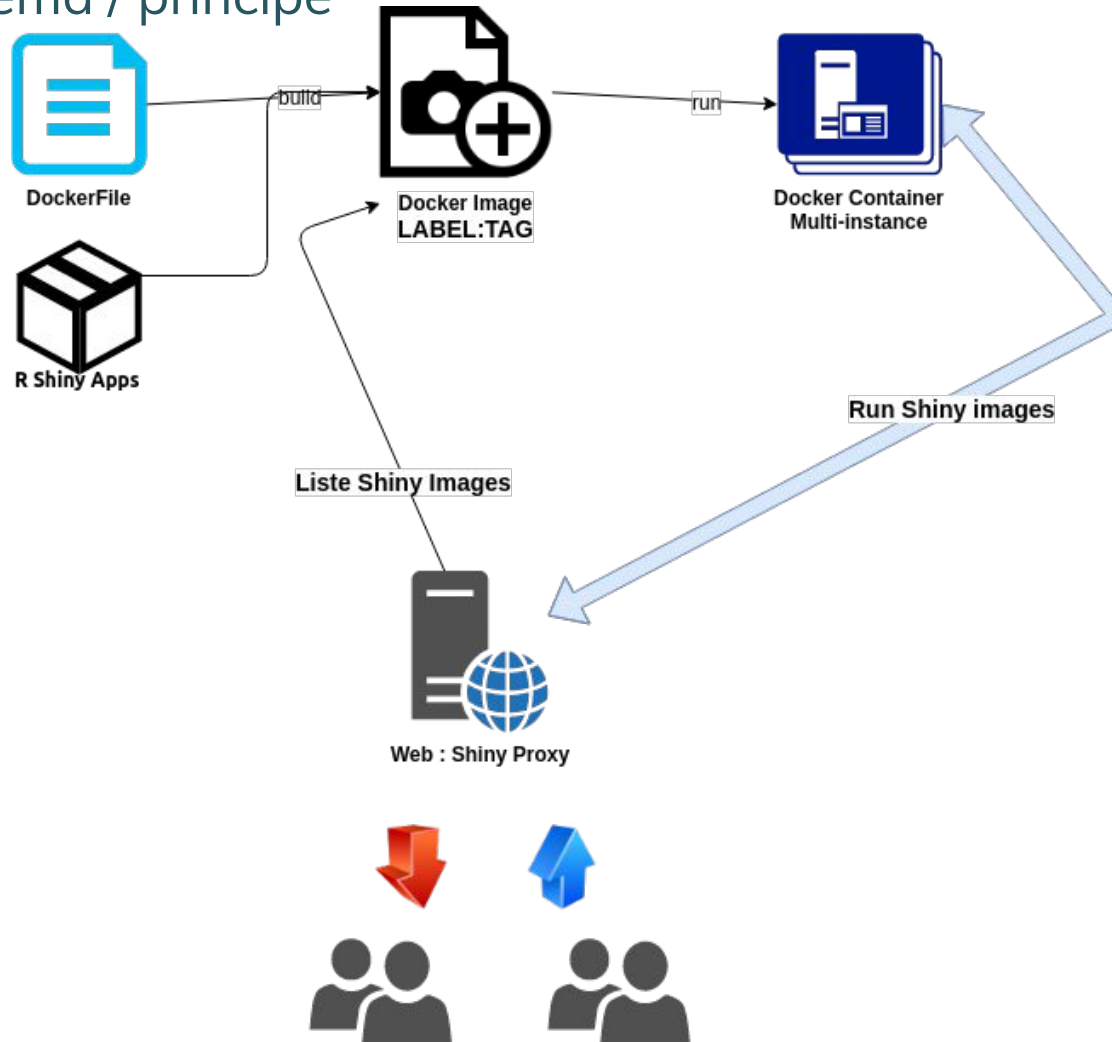 / principe
build
run
DockerFile
Docker Image
LABEL:TAG
Docker Container
Multi-instance
R Shiny Apps
Run Shiny images
Liste Shiny Images
Web : Shiny Proxy